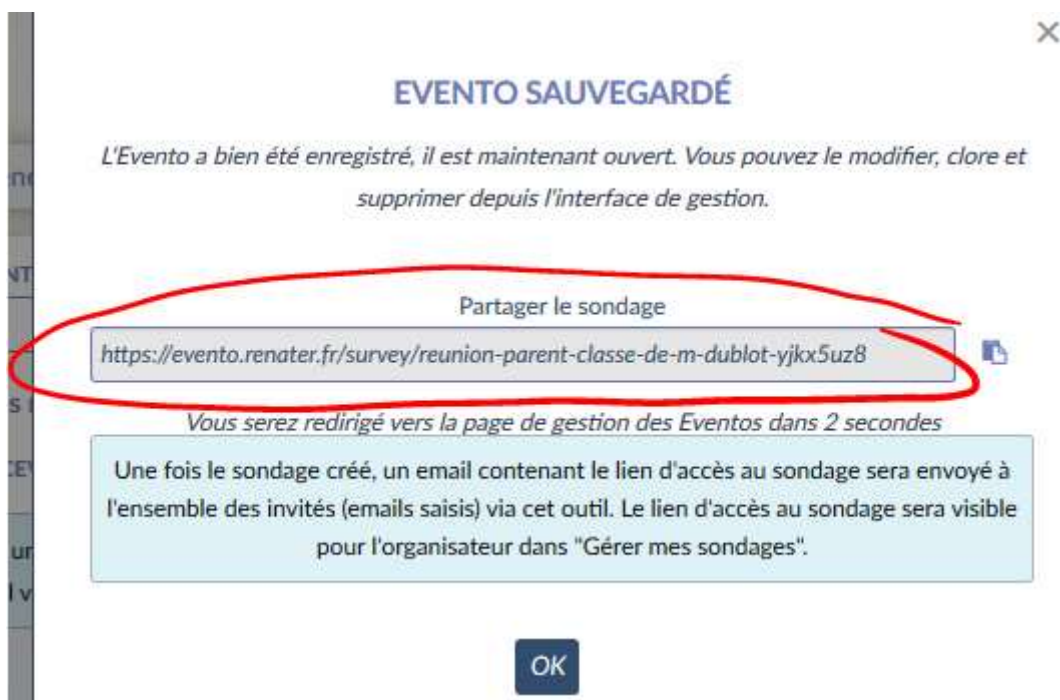 EVENTO SAUVEGARDÉ
L'Evento a bien été enregistré, il est maintenant ouvert. Vous pouvez le modifier, clore et
supprimer depuis l'interface de gestion.
Partager le sondage
https://evento.renater.fr/survey/reunion-parent-classe-de-m-dublot-yjkx5uz8
Vous serez redirigé vers la page de gestion des Eventos dans 2 secondes
Une fois le sondage créé, un email contenant le lien d'accès au sondage sera envoyé à
l'ensemble des invités (emails saisis) via cet outil. Le lien d'accès au sondage sera visible
pour l'organisateur dans "Gérer mes sondages".
OK